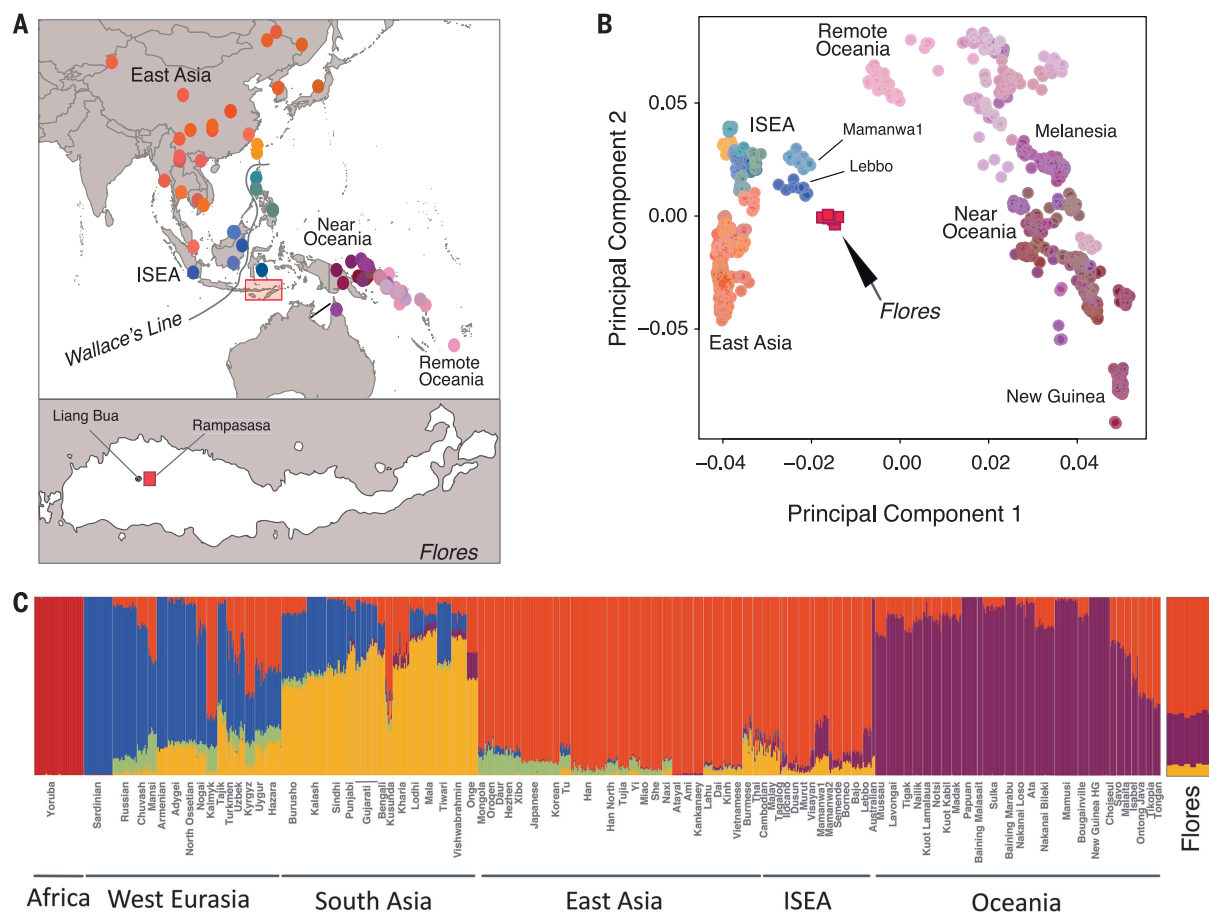 A
East Asia
Near
Oceania
ISEA
Wallace's Line
Remote
Oceania
Liang Bua
Rampasasa
Flores
B
Remote
Oceania
ISEA
Mamanwa1
Lebbo
Melanesia
Near
Oceania
Flores
East Asia
New Guinea
0.05
0.00
−0.05
Principal Component 2
−0.04
−0.02
0.00
0.02
0.04
Principal Component 1
C
Yoruba
Sardinian
Russian
Chuvash
Mansi
Armenian
Adygei
North Ossetian
Nogai
Kalmyk
Tajik
Turkmen
Uzbek
Kyrgyz
Uygur
Hazara
Burusho
Kalash
Sindhi
Punjabi
Gujarati
Bengali
Kusunda
Kharia
Lodhi
Mala
Tiwari
Vishwabrahmin
Onge
Mongola
Oroqen
Daur
Hezhen
Xibo
Japanese
Korean
Tu
Han
Han North
Tujia
Yi
Miao
She
Naxi
Atayal
Ami
Kankanaey
Lahu
Dai
Kinh
Vietnamese
Burmese
Thai
Cambodian
Malay
Tagalog
Ilocano
Dusun
Murut
Visayan
Mamanwa1
Mamanwa2
Semende
Borneo
Bajo
Lebbo
Australian
Mussau
Lavongai
Tigak
Nailik
Kuot Lamalaua
Notsi
Kuot Kabil
Madak
Papuan
Baining Malasait
Sulka
Baining Marabu
Nakanai Loso
Ata
Nakanai Bileki
Mamusi
Bougainville
New Guinea HG
Choiseul
Savo
Malaita
Isabel
Ontong Java
Tikopia
Tongan
Flores
Africa
West Eurasia
South Asia
East Asia
ISEA
Oceania